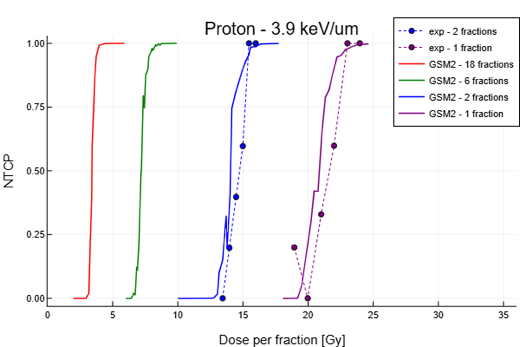 Proton - 3.9 keV/um
exp - 2 fractions
exp - 1 fraction
GSM2 - 18 fractions
GSM2 - 6 fractions
GSM2 - 2 fractions
GSM2 - 1 fraction
NTCP
1.00
0.75
0.50
0.25
0.00
0 5 10 15 20 25 30 35
Dose per fraction [Gy]